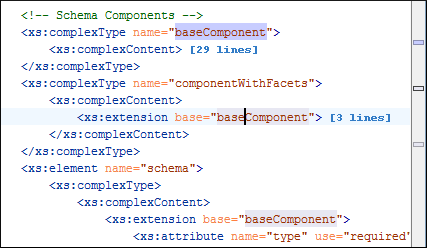 <!-- Schema Components -->
<xs:complexType name="baseComponent">
<xs:complexContent> [29 lines]
</xs:complexType>
<xs:complexType name="componentWithFacets">
<xs:complexContent>
<xs:extension base="baseComponent"> [3 lines]
</xs:complexContent>
</xs:complexType>
<xs:element name="schema">
<xs:complexType>
<xs:complexContent>
<xs:extension base="baseComponent">
<xs:attribute name="type" use="required"